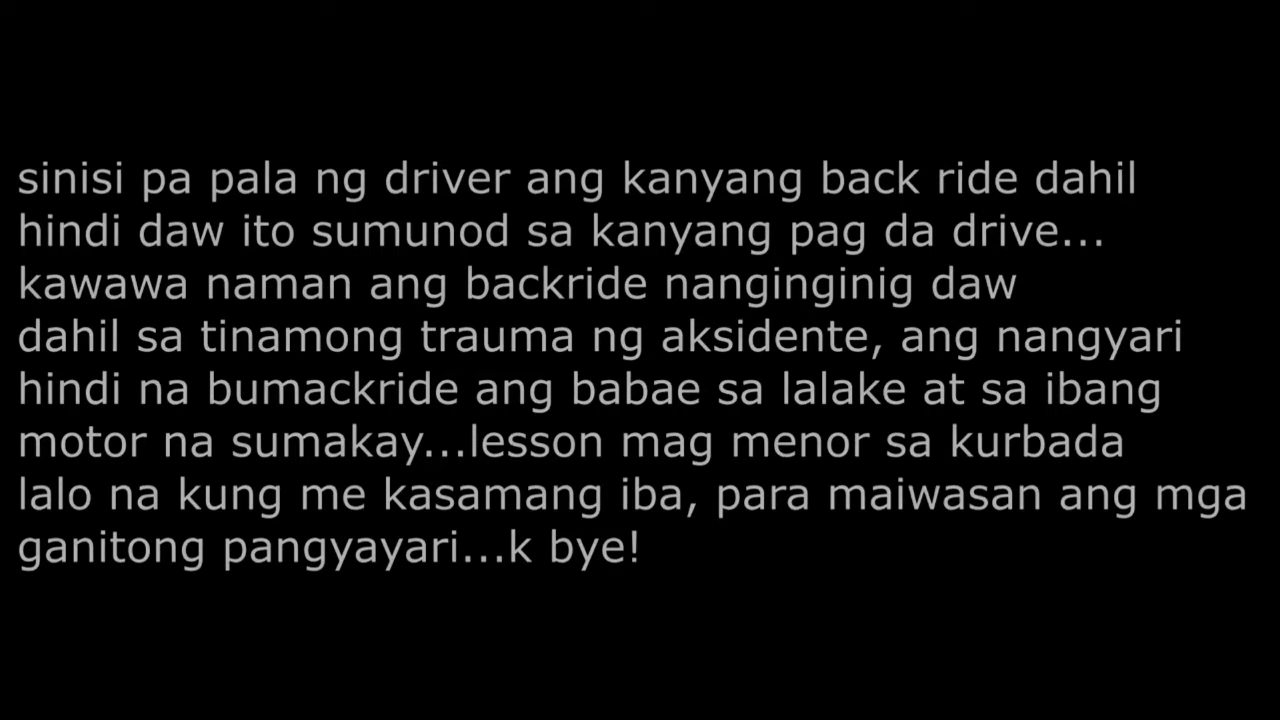 sinisi pa pala ng driver ang kanyang back ride dahil
hindi daw ito sumunod sa kanyang pag da drive...
kawawa naman ang backride nanginginig daw
dahil sa tinamong trauma ng aksidente, ang nangyari
hindi na bumackride ang babae sa lalake at sa ibang
motor na sumakay...lesson mag menor sa kurbada
lalo na kung me kasamang iba, para maiwasan ang mga
ganitong pangyayari...k bye!